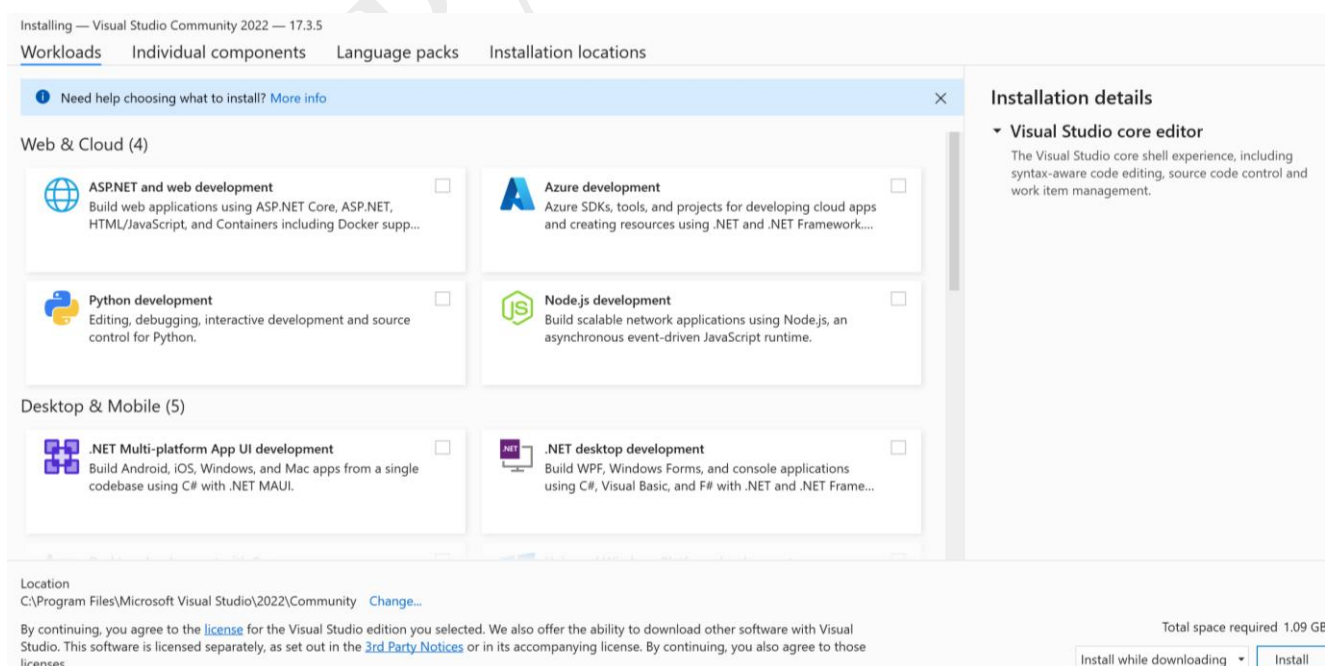 Installing — Visual Studio Community 2022 — 17.3.5
Workloads Individual components Language packs Installation locations
Need help choosing what to install? More info
Web & Cloud (4)
ASP.NET and web development
Build web applications using ASP.NET Core, ASP.NET,
HTML/JavaScript, and Containers including Docker supp...
Azure development
Azure SDKs, tools, and projects for developing cloud apps
and creating resources using .NET and .NET Framework....
Python development
Editing, debugging, interactive development and source
control for Python.
Node.js development
Build scalable network applications using Node.js, an
asynchronous event-driven JavaScript runtime.
Desktop & Mobile (5)
.NET Multi-platform App UI development
Build Android, iOS, Windows, and Mac apps from a single
codebase using C# with .NET MAUI.
.NET
.NET desktop development
Build WPF, Windows Forms, and console applications
using C#, Visual Basic, and F# with .NET and .NET Frame...
Installation details
Visual Studio core editor
The Visual Studio core shell experience, including
syntax-aware code editing, source code control and
work item management.
Location
C:\Program Files\Microsoft Visual Studio\2022\Community Change...
By continuing, you agree to the license for the Visual Studio edition you selected. We also offer the ability to download other software with Visual
Studio. This software is licensed separately, as set out in the 3rd Party Notices or in its accompanying license. By continuing, you also agree to those
licenses.
Total space required 1.09 GB
Install while downloading Install